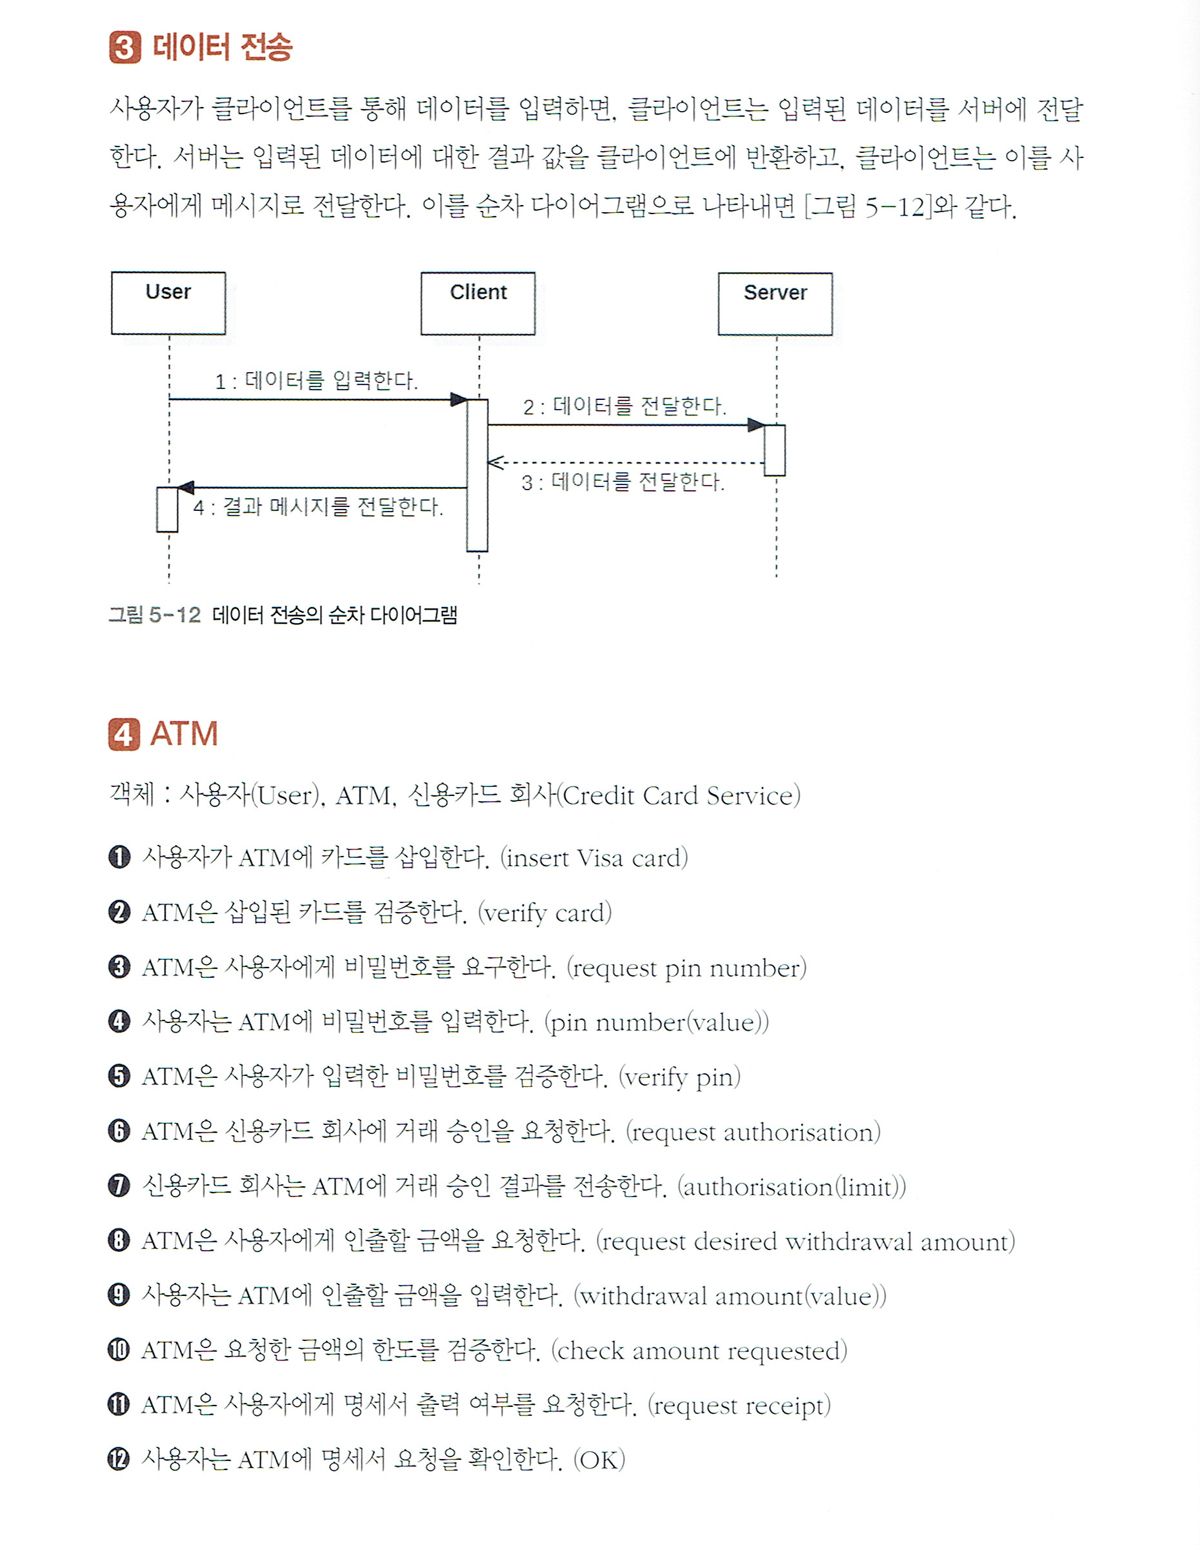 3 데이터 전송
사용자가 클라이언트를 통해 데이터를 입력하면, 클라이언트는 입력된 데이터를 서버에 전달
한다. 서버는 입력된 데이터에 대한 결과 값을 클라이언트에 반환하고, 클라이언트는 이를 사
용자에게 메시지로 전달한다. 이를 순차 다이어그램으로 나타내면 [그림 5-12]와 같다.
User Client Server
1 : 데이터를 입력한다.
2 : 데이터를 전달한다.
3 : 데이터를 전달한다.
4 : 결과 메시지를 전달한다.
그림 5-12 데이터 전송의 순차 다이어그램
4 ATM
객체 : 사용자(User), ATM, 신용카드 회사(Credit Card Service)
❶ 사용자가 ATM에 카드를 삽입한다. (insert Visa card)
❷ ATM은 삽입된 카드를 검증한다. (verify card)
❸ ATM은 사용자에게 비밀번호를 요구한다. (request pin number)
❹ 사용자는 ATM에 비밀번호를 입력한다. (pin number(value))
❺ ATM은 사용자가 입력한 비밀번호를 검증한다. (verify pin)
❻ ATM은 신용카드 회사에 거래 승인을 요청한다. (request authorisation)
❼ 신용카드 회사는 ATM에 거래 승인 결과를 전송한다. (authorisation(limit))
❽ ATM은 사용자에게 인출할 금액을 요청한다. (request desired withdrawal amount)
❾ 사용자는 ATM에 인출할 금액을 입력한다. (withdrawal amount(value))
❿ ATM은 요청한 금액의 한도를 검증한다. (check amount requested)
⓫ ATM은 사용자에게 명세서 출력 여부를 요청한다. (request receipt)
⓬ 사용자는 ATM에 명세서 요청을 확인한다. (OK)